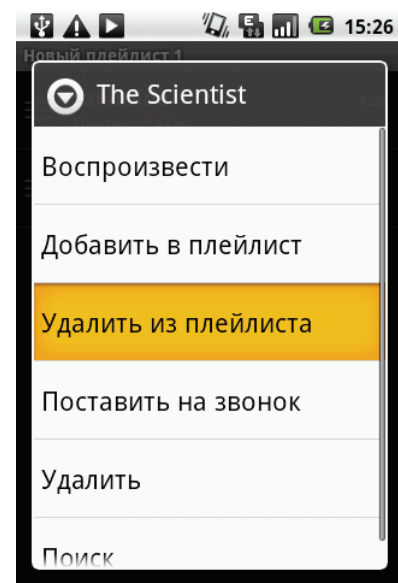 15:26
Новый плейлист 1
The Scientist
Воспроизвести
Добавить в плейлист
Удалить из плейлиста
Поставить на звонок
Удалить
Поиск